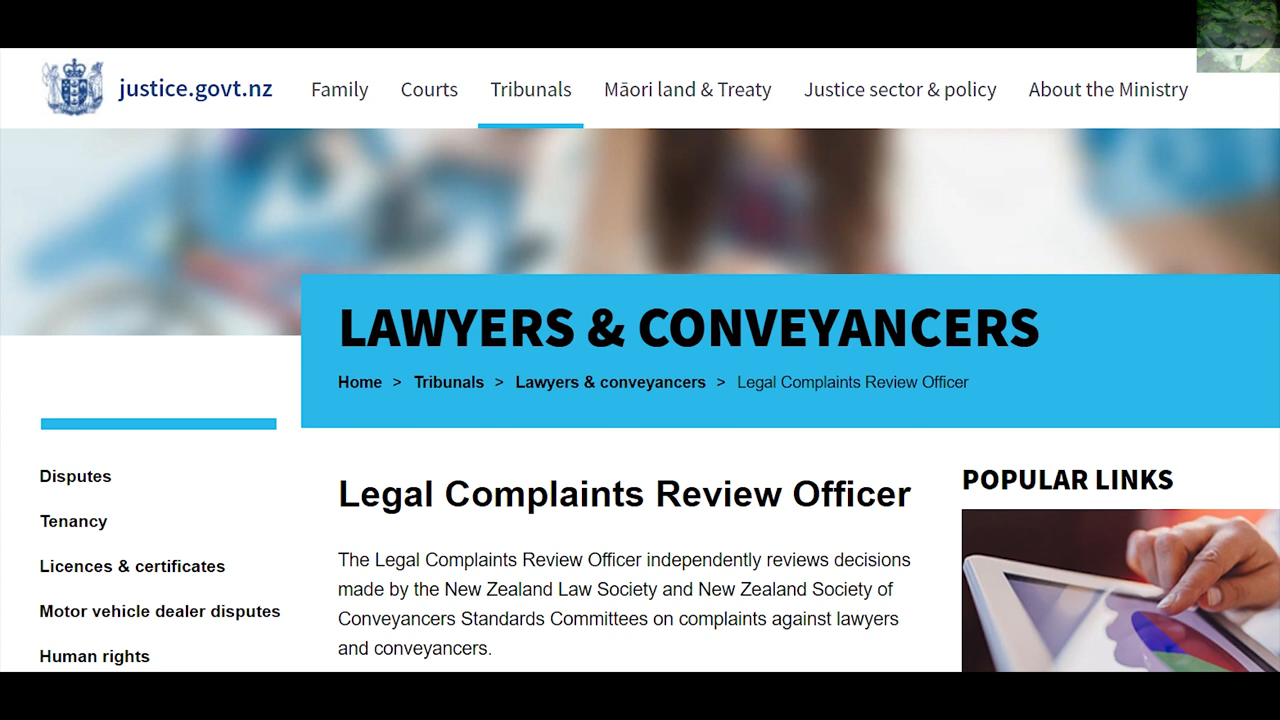 justice.govt.nz
Family
Courts
Tribunals
Māori land & Treaty
Justice sector & policy
About the Ministry
LAWYERS & CONVEYANCERS
Home > Tribunals > Lawyers & conveyancers > Legal Complaints Review Officer
Disputes
Tenancy
Licences & certificates
Motor vehicle dealer disputes
Human rights
Legal Complaints Review Officer
The Legal Complaints Review Officer independently reviews decisions
made by the New Zealand Law Society and New Zealand Society of
Conveyancers Standards Committees on complaints against lawyers
and conveyancers.
POPULAR LINKS